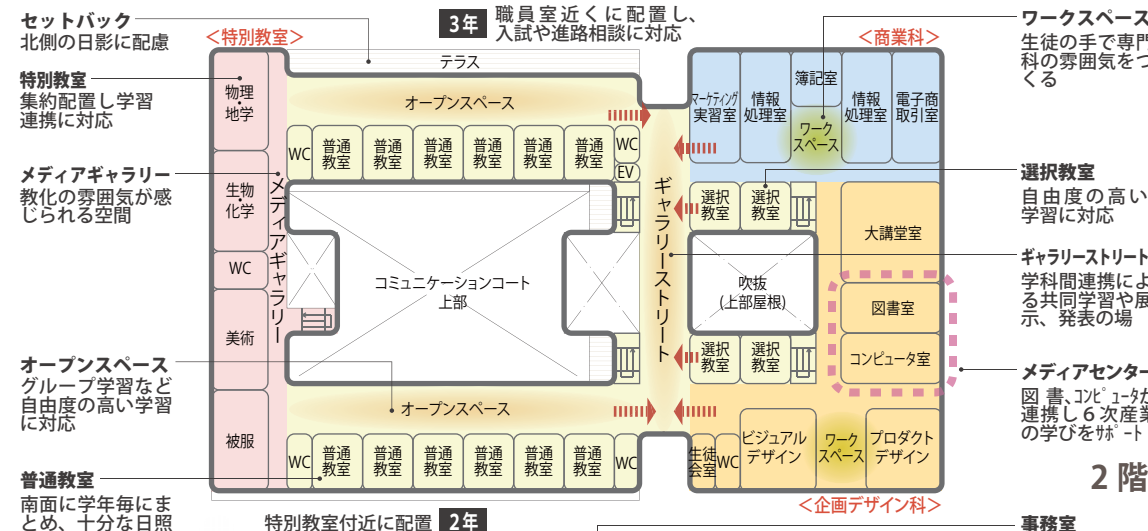 セットバック
北側の日影に配慮
特別教室
集約配置し学習
連携に対応
メディアギャラリー
教化の雰囲気が感
じられる空間
オープンスペース
グループ学習など
自由度の高い学習
に対応
普通教室
南面に学年毎にま
とめ、十分な日照
3年
職員室近くに配置し、
入試や進路相談に対応
＜特別教室＞
テラス
＜商業科＞
物理
・
地学
オープンスペース
マーケティング
実習室
情報
処理室
簿記室
ワーク
スペース
情報
処理室
電子商
取引室
WC
普通
教室
普通
教室
普通
教室
普通
教室
普通
教室
普通
教室
WC
EV
生物
・
化学
メディアギャラリー
ギャラリーストリート
選択
教室
選択
教室
大講堂室
WC
コミュニケーションコート
上部
吹抜
(上部屋根)
図書室
美術
選択
教室
選択
教室
コンピュータ室
オープンスペース
被服
WC
普通
教室
普通
教室
普通
教室
普通
教室
普通
教室
普通
教室
WC
生徒
会室
WC
ビジュアル
デザイン
ワーク
スペース
プロダクト
デザイン
＜企画デザイン科＞
特別教室付近に配置
2年
ワークスペース
生徒の手で専門
科の雰囲気をつ
くる
選択教室
自由度の高い
学習に対応
ギャラリーストリート
学科間連携によ
る共同学習や展
示、発表の場
メディアセンター
図書、コンピュータが
連携し６次産業
の学びをサポート
2階
事務室